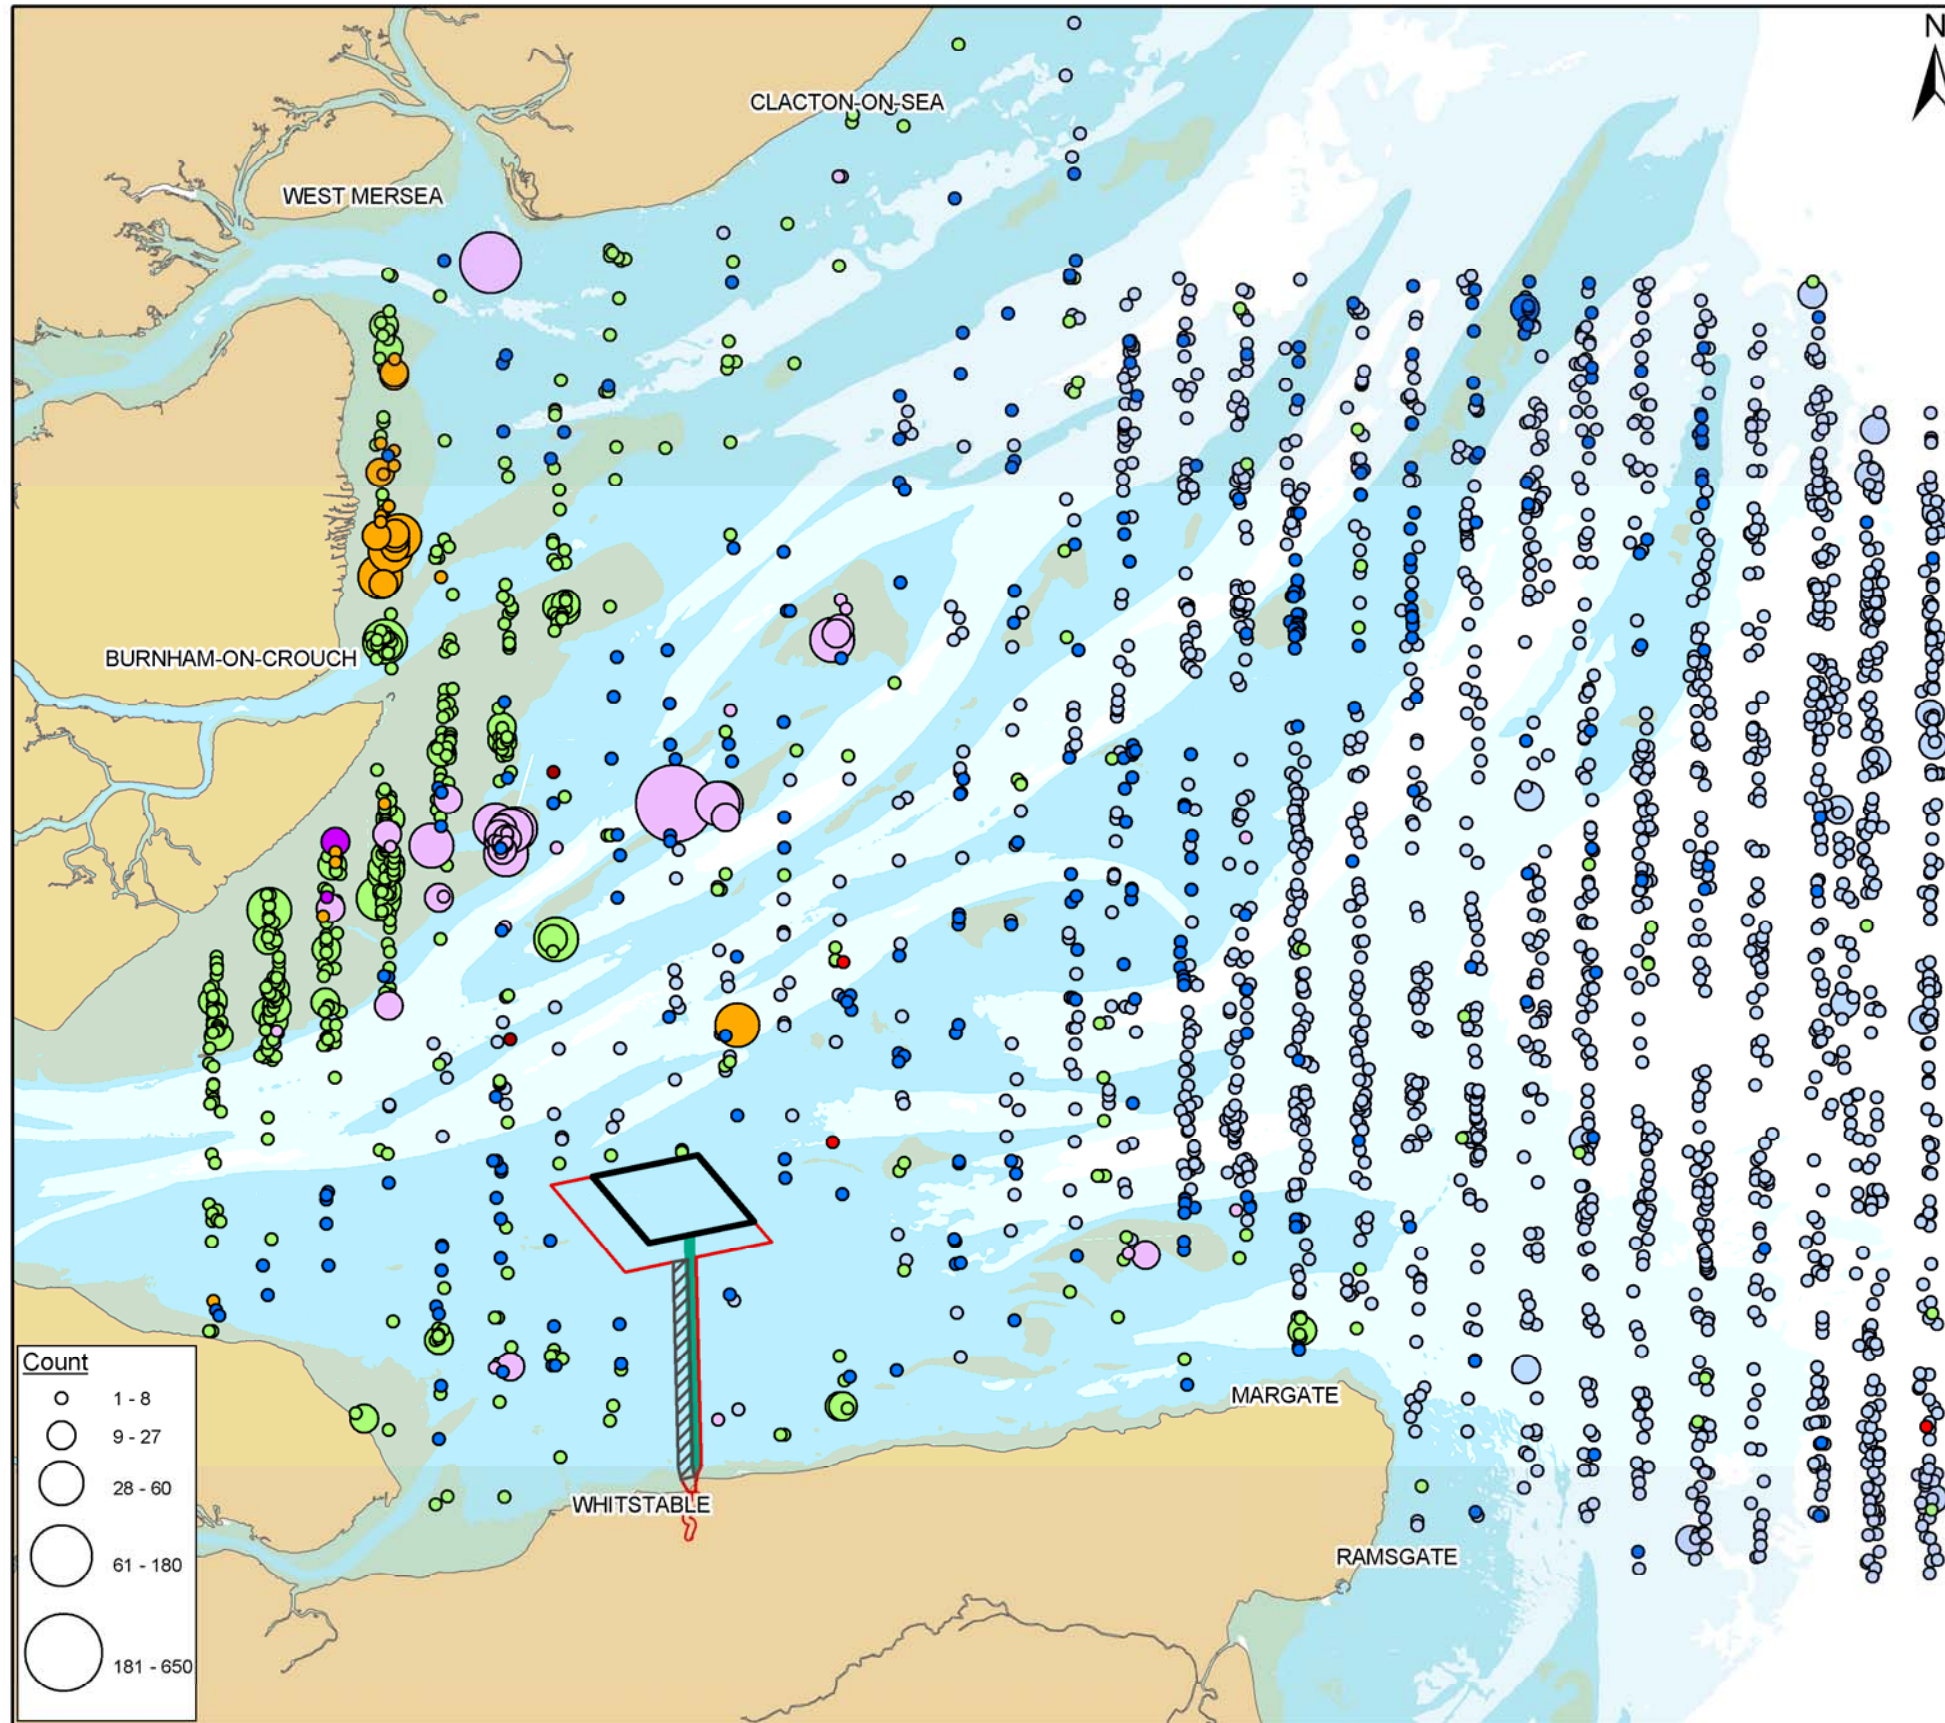 N
CLACTON-ON-SEA
WEST MERSEA
BURNHAM-ON-CROUCH
Count
1 - 8
9 - 27
28 - 60
61 - 180
181 - 650
MARGATE
WHITSTABLE
RAMSGATE